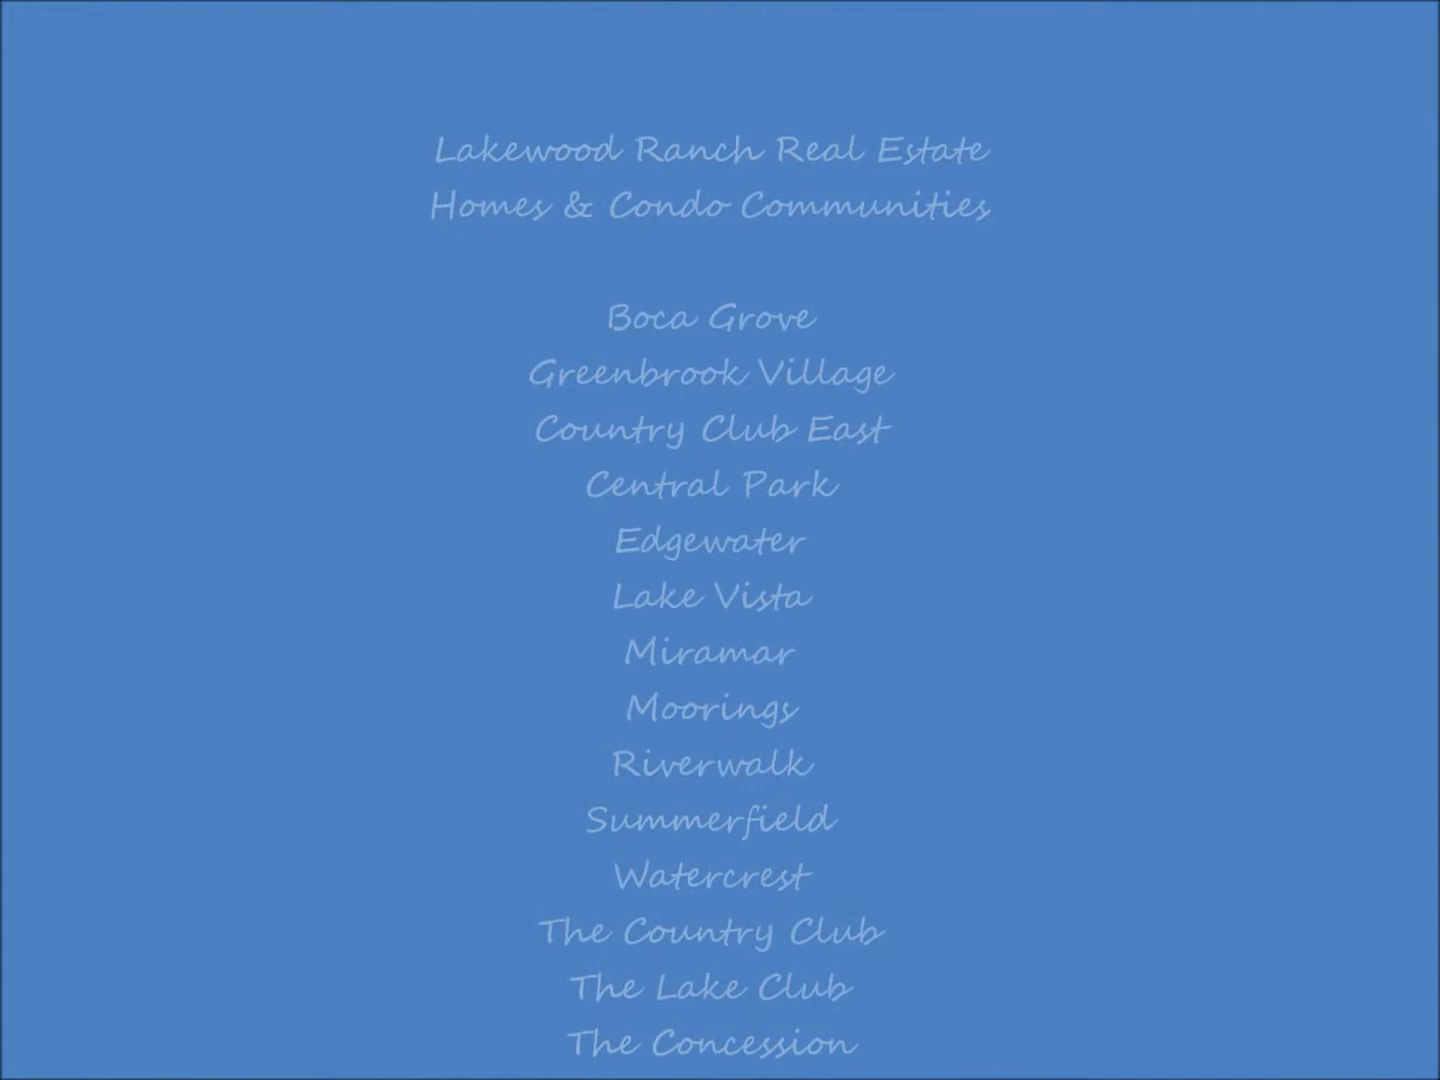 Lakewood Ranch Real Estate
Homes & Condo Communities
Boca Grove
Greenbrook Village
Country Club East
Central Park
Edgewater
Lake Vista
Miramar
Moorings
Riverwalk
Summerfield
Watercrest
The Country Club
The Lake Club
The Concession